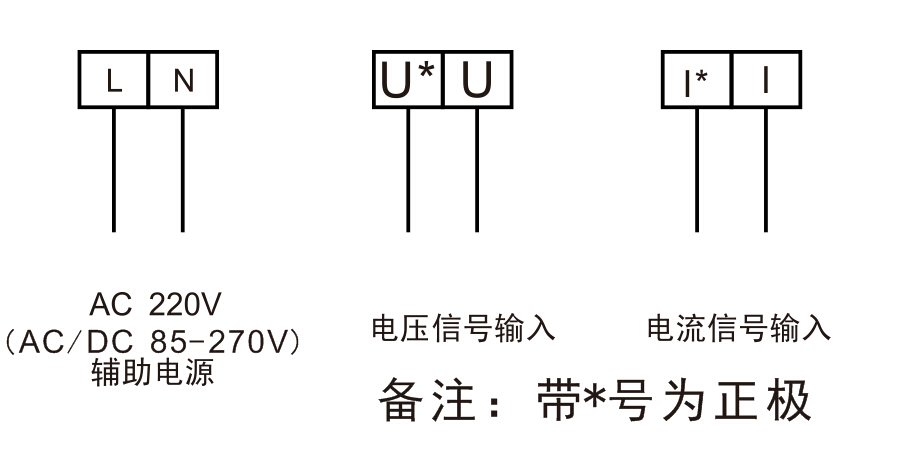 L N
U* U
I* I
AC 220V
(AC/DC 85-270V)
辅助电源
电压信号输入
电流信号输入
备注：带*号为正极